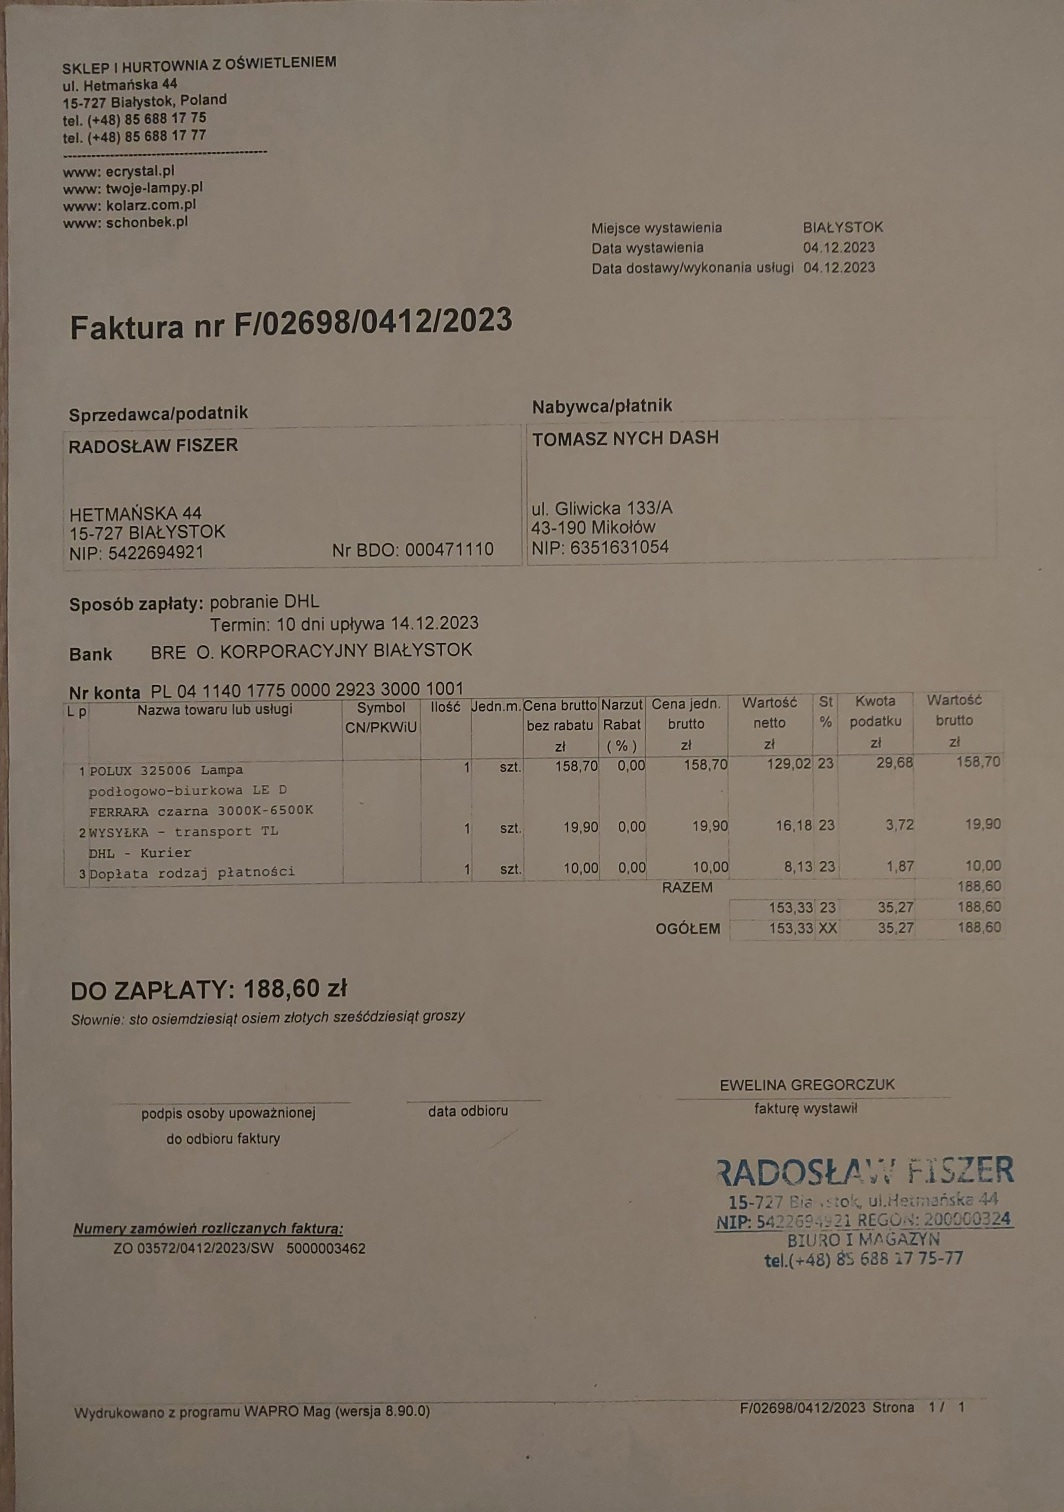 SKLEP I HURTOWNIA Z OŚWIETLENIEM
ul. Hetmańska 44
15-727 Białystok, Poland
tel. (+48) 85 688 17 75
tel. (+48) 85 688 17 77
www: ecrystal.pl
www: twoje-lampy.pl
www: kolarz.com.pl
www: schonbek.pl
Miejsce wystawienia BIAŁYSTOK
Data wystawienia 04.12.2023
Data dostawy/wykonania usługi 04.12.2023
Faktura nr F/02698/0412/2023
Sprzedawca/podatnik
RADOSŁAW FISZER
HETMAŃSKA 44
15-727 BIAŁYSTOK
NIP: 5422694921 Nr BDO: 000471110
Nabywca/płatnik
TOMASZ NYCH DASH
ul. Gliwicka 133/A
43-190 Mikołów
NIP: 6351631054
Sposób zapłaty: pobranie DHL
Termin: 10 dni upływa 14.12.2023
Bank BRE O. KORPORACYJNY BIAŁYSTOK
Nr konta PL 04 1140 1775 0000 2923 3000 1001
L p Nazwa towaru lub usługi Symbol Ilość Jedn.m. Cena brutto Narzut Cena jedn. Wartość St Kwota Wartość
CN/PKWiU bez rabatu Rabat brutto netto % podatku brutto
zł (%) zł zł zł zł
1 POLUX 325006 Lampa 1 szt. 158,70 0,00 158,70 129,02 23 29,68 158,70
podłogowo-biurkowa LE D
FERRARA czarna 3000K-6500K
2 WYSYŁKA - transport TL 1 szt. 19,90 0,00 19,90 16,18 23 3,72 19,90
DHL - Kurier
3 Dopłata rodzaj płatności 1 szt. 10,00 0,00 10,00 8,13 23 1,87 10,00
RAZEM 188,60
153,33 23 35,27 188,60
OGÓŁEM 153,33 XX 35,27 188,60
DO ZAPŁATY: 188,60 zł
Słownie: sto osiemdziesiąt osiem złotych sześćdziesiąt groszy
EWELINA GREGORCZUK
podpis osoby upoważnionej data odbioru fakturę wystawił
do odbioru faktury
RADOSŁAW FISZER
15-727 Białystok, ul.Hetmańska 44
NIP: 5422694921 REGON: 200000324
BIURO I MAGAZYN
tel.(+48) 85 688 17 75-77
Numery zamówień rozliczanych fakturą:
ZO 03572/0412/2023/SW 5000003462
Wydrukowano z programu WAPRO Mag (wersja 8.90.0) F/02698/0412/2023 Strona 1 / 1